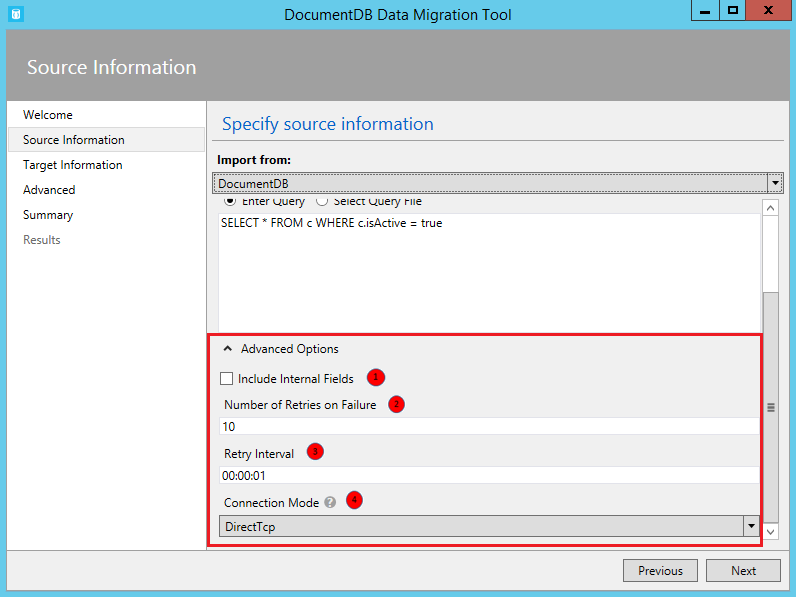 DocumentDB Data Migration Tool
Source Information
Welcome
Source Information
Target Information
Advanced
Summary
Results
Specify source information
Import from:
DocumentDB
Enter Query Select Query File
SELECT * FROM c WHERE c.isActive = true
Advanced Options
Include Internal Fields 1
Number of Retries on Failure 2
10
Retry Interval 3
00:00:01
Connection Mode ? 4
DirectTcp
Previous Next